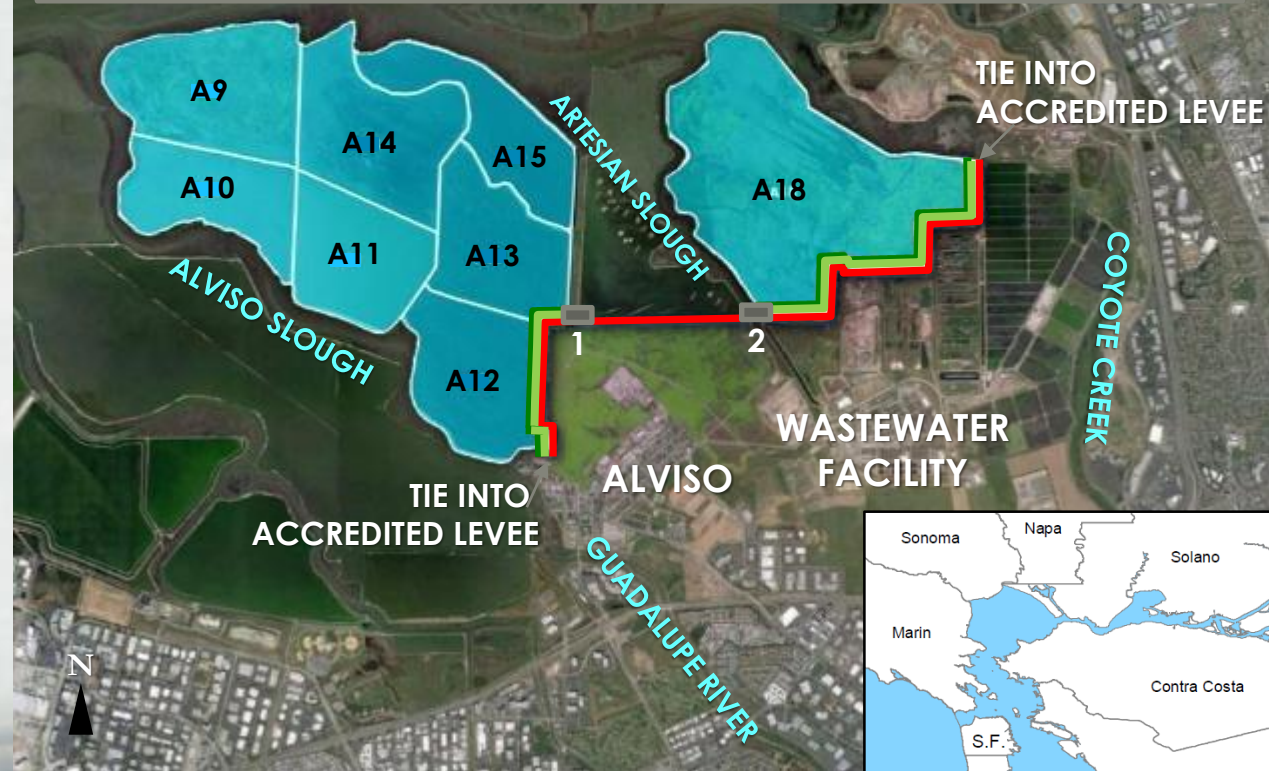 TIE INTO
ACCREDITED LEVEE
A9
A14
A15
ARTESIAN SLOUGH
A18
A10
A11
A13
ALVISO SLOUGH
COYOTE CREEK
1
2
A12
WASTEWATER
FACILITY
ALVISO
TIE INTO
ACCREDITED LEVEE
GUADALUPE RIVER
N
Sonoma
Napa
Solano
Marin
Contra Costa
S.F.